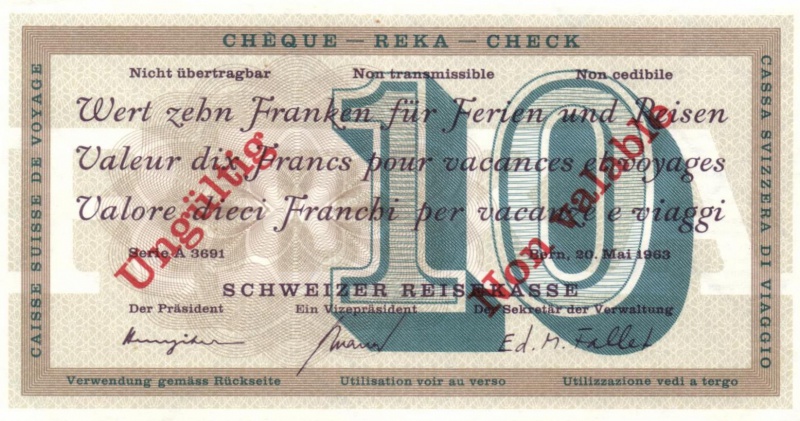 CHÈQUE — REKA — CHECK
CAISSE SUISSE DE VOYAGE
CASSA SVIZZERA DI VIAGGIO
Nicht übertragbar Non transmissible Non cedibile
Wert zehn Franken für Ferien und Reisen
Valeur dix Francs pour vacances et voyages
Valore dieci Franchi per vacanze e viaggi
10
Ungültig
Non valable
Serie A 3691 Bern, 20. Mai 1963
SCHWEIZER REISEKASSE
Der Präsident Ein Vizepräsident Der Sekretär der Verwaltung
Ed. M. Fallet
Verwendung gemäss Rückseite Utilisation voir au verso Utilizzazione vedi a tergo